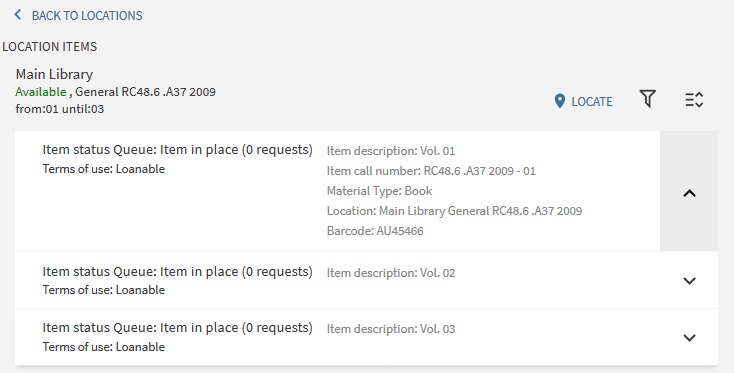 BACK TO LOCATIONS
LOCATION ITEMS
Main Library
Available , General RC48.6 .A37 2009
from:01 until:03
LOCATE
Item status Queue: Item in place (0 requests)
Terms of use: Loanable
Item description: Vol. 01
Item call number: RC48.6 .A37 2009 - 01
Material Type: Book
Location: Main Library General RC48.6 .A37 2009
Barcode: AU45466
Item status Queue: Item in place (0 requests)
Terms of use: Loanable
Item description: Vol. 02
Item status Queue: Item in place (0 requests)
Terms of use: Loanable
Item description: Vol. 03